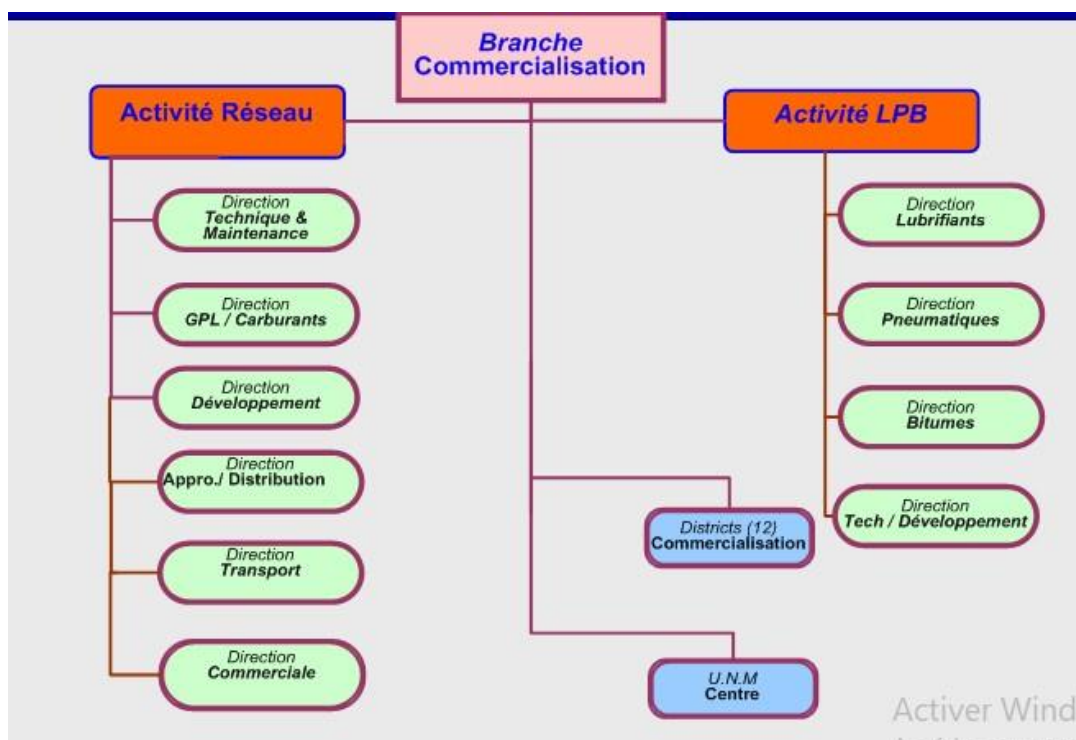 Branche
Commercialisation
Activité Réseau
Activité LPB
Direction
Technique &
Maintenance
Direction
GPL / Carburants
Direction
Développement
Direction
Appro./ Distribution
Direction
Transport
Direction
Commerciale
Direction
Lubrifiants
Direction
Pneumatiques
Direction
Bitumes
Direction
Tech / Développement
Districts (12)
Commercialisation
U.N.M
Centre
Activer Wind